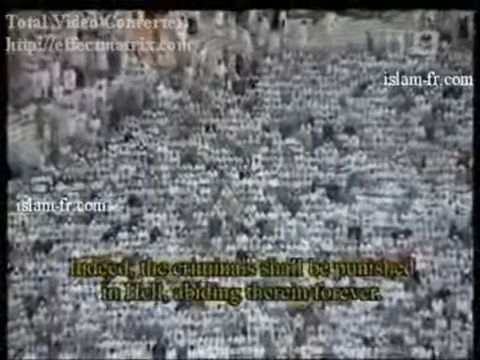 Total Video Converter
http://effectmatrix.com
islam-fr.com
islam-fr.com
Indeed, the criminals shall be punished
in Hell, abiding therein forever.